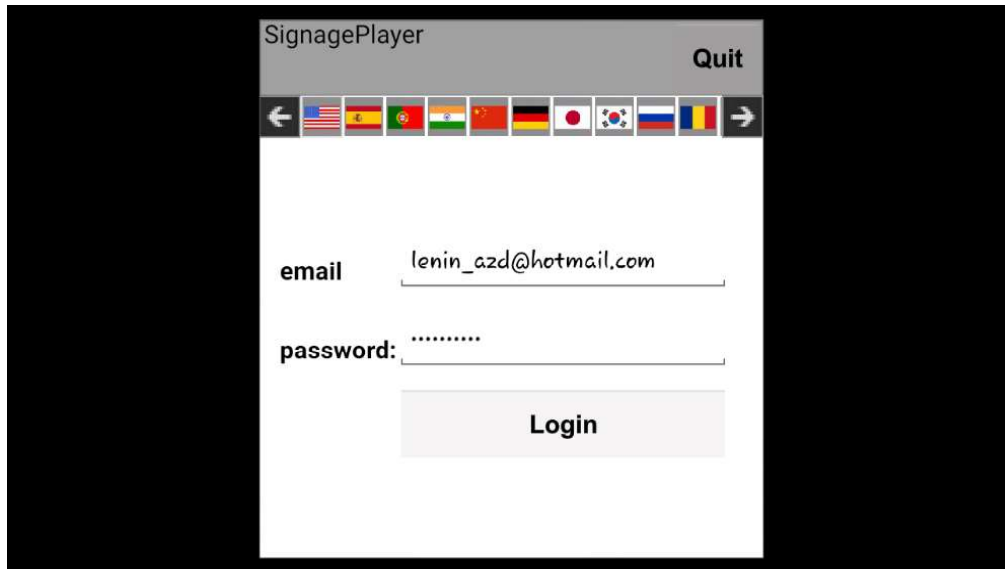 SignagePlayer
Quit
email
lenin_azd@hotmail.com
password:
••••••••••
Login